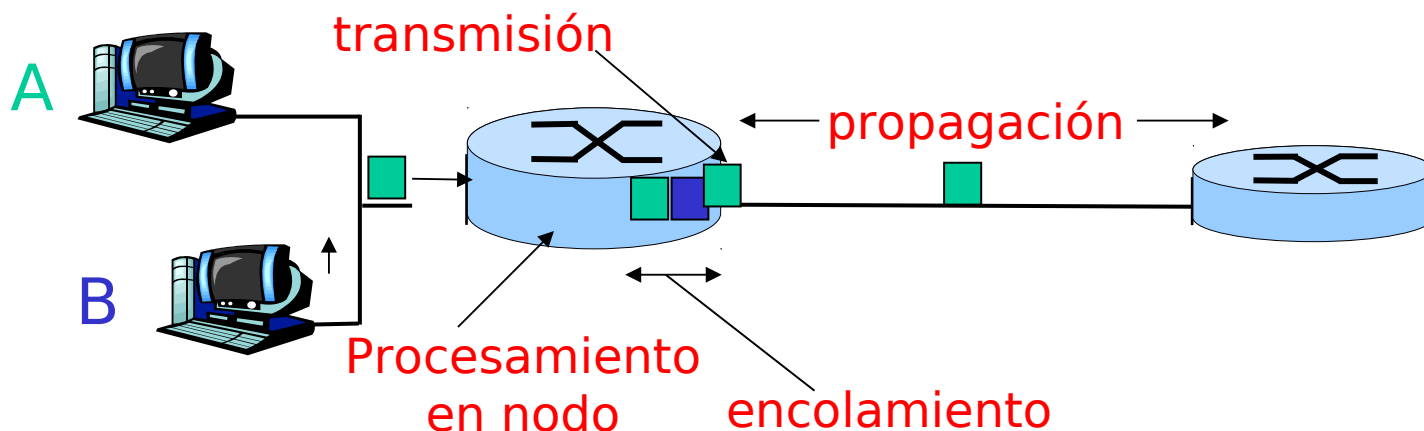 transmisión
A
propagación
B
Procesamiento
en nodo
encolamiento